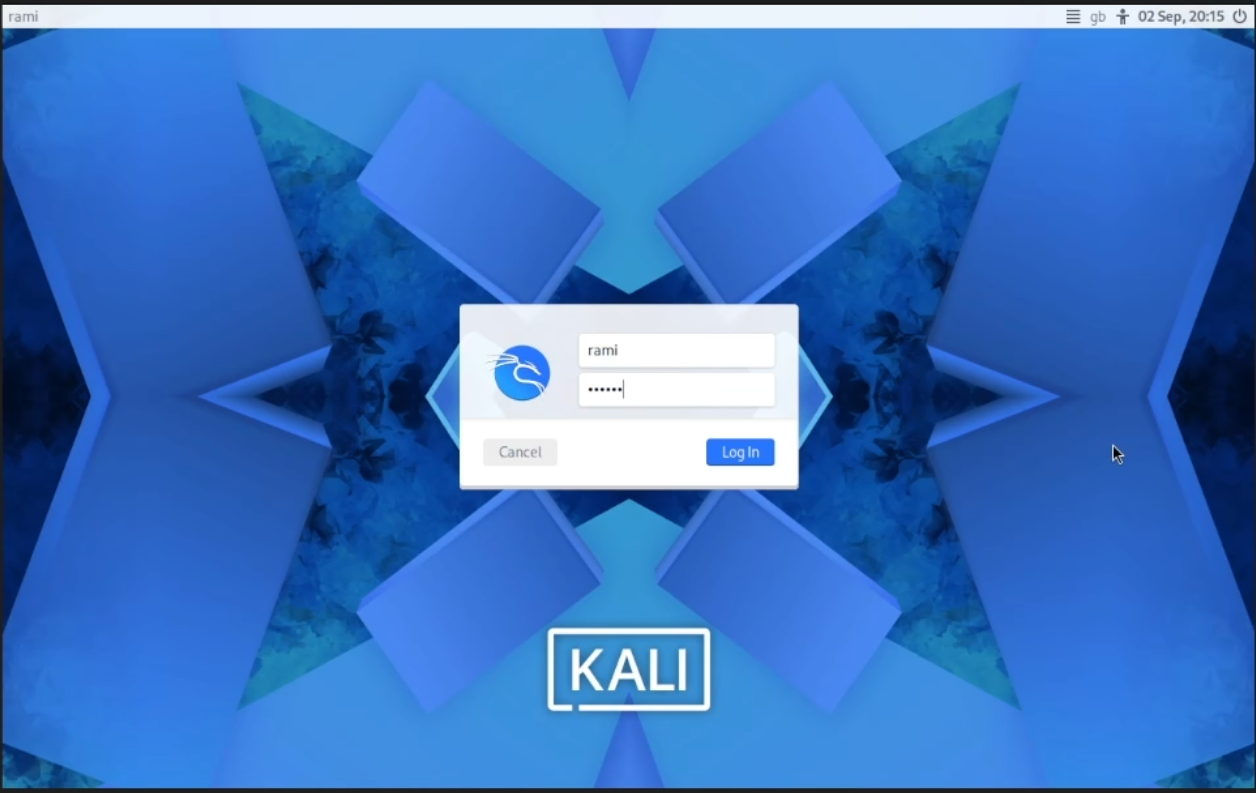 rami
gb 02 Sep, 20:15
rami
••••••
Cancel Log In
KALI